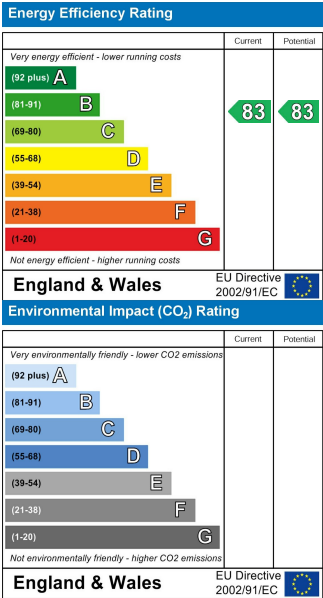 Energy Efficiency Rating
Current Potential
Very energy efficient - lower running costs
(92 plus) A
(81-91) B 83 83
(69-80) C
(55-68) D
(39-54) E
(21-38) F
(1-20) G
Not energy efficient - higher running costs
England & Wales EU Directive 2002/91/EC
Environmental Impact (CO₂) Rating
Current Potential
Very environmentally friendly - lower CO2 emissions
(92 plus) A
(81-91) B
(69-80) C
(55-68) D
(39-54) E
(21-38) F
(1-20) G
Not environmentally friendly - higher CO2 emissions
England & Wales EU Directive 2002/91/EC